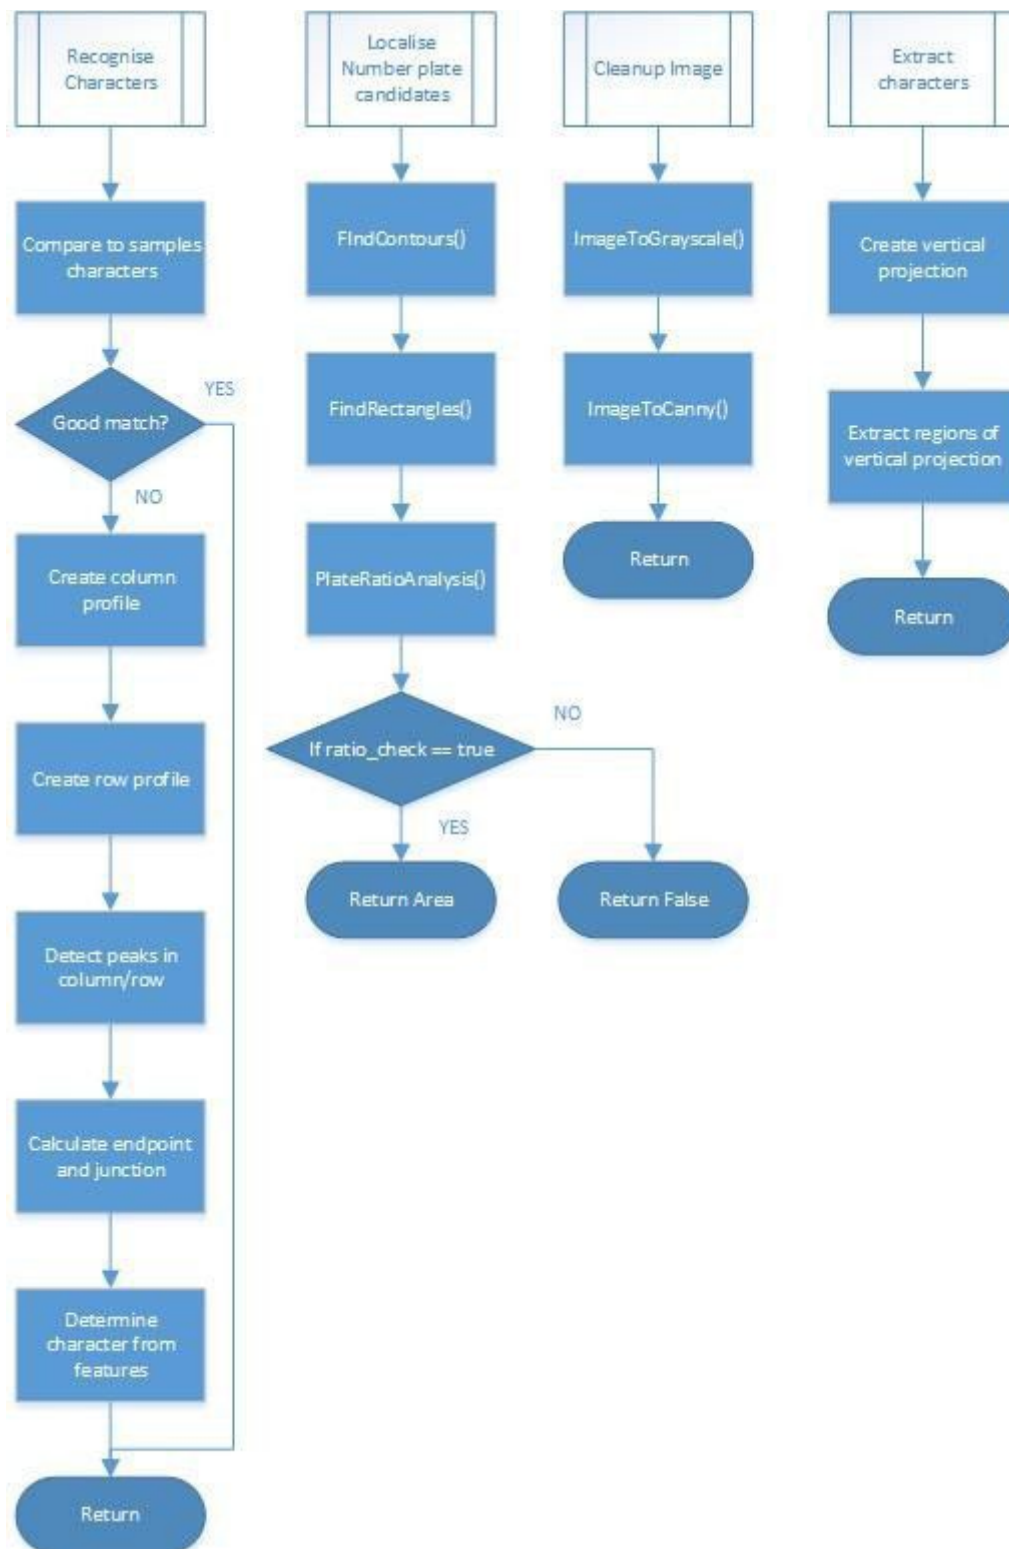 Recognise
Characters
Compare to samples
characters
Good match?
YES
NO
Create column
profile
Create row profile
Detect peaks in
column/row
Calculate endpoint
and junction
Determine
character from
features
Return
Localise
Number plate
candidates
FIndContours()
FindRectangles()
PlateRatioAnalysis()
If ratio_check == true
NO
YES
Return Area
Return False
Cleanup Image
ImageToGrayscale()
ImageToCanny()
Return
Extract
characters
Create vertical
projection
Extract regions of
vertical projection
Return